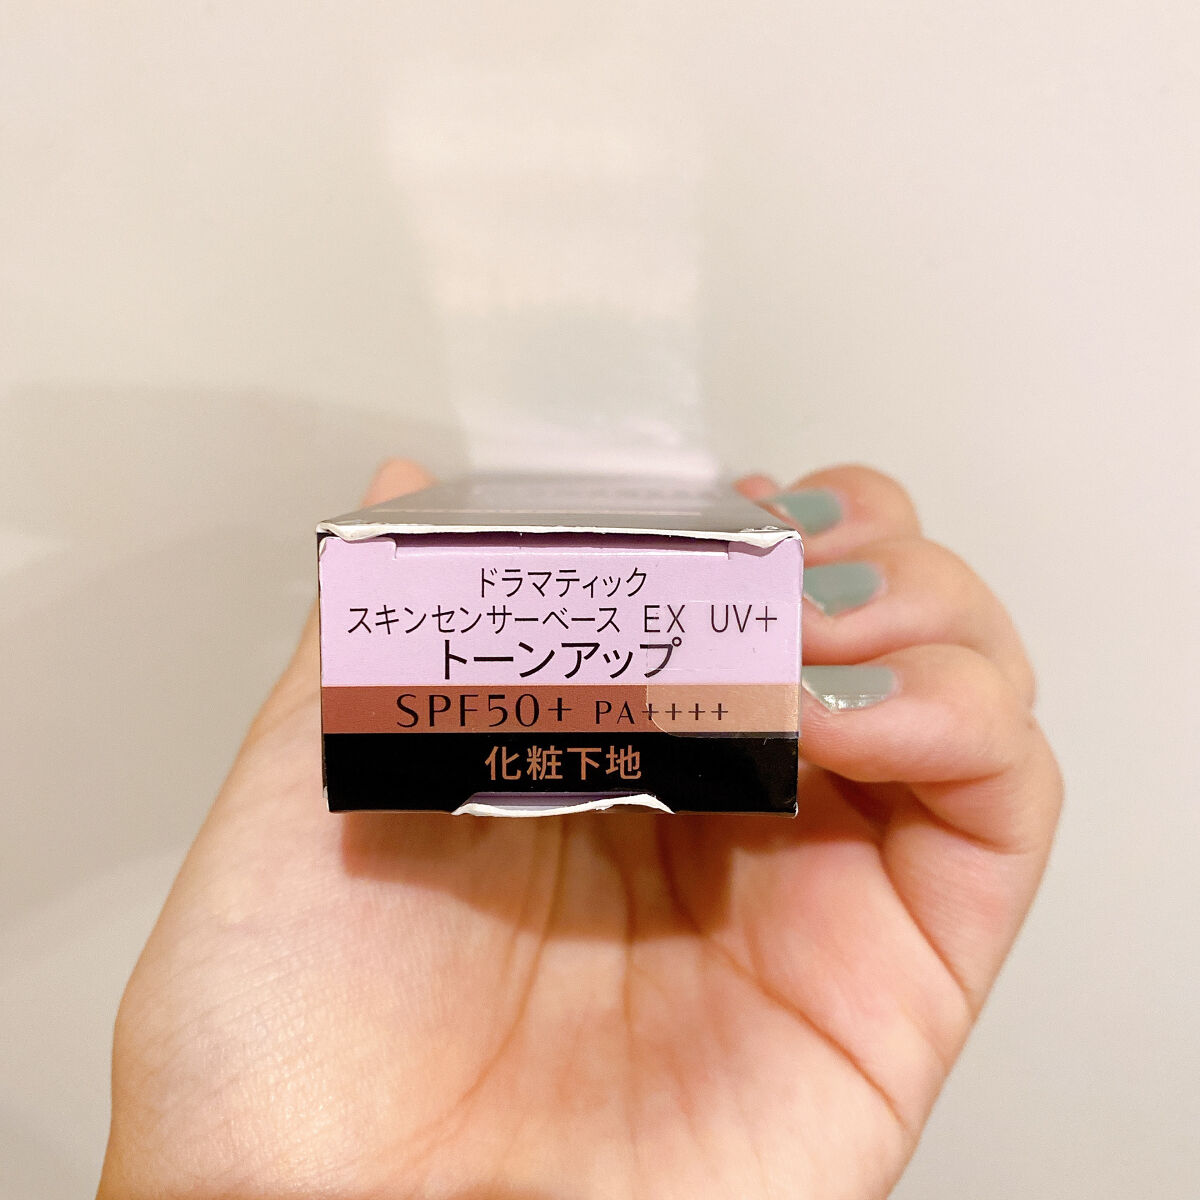 ドラマティック
スキンセンサーベース EX UV+
トーンアップ
SPF50+ PA++++
化粧下地